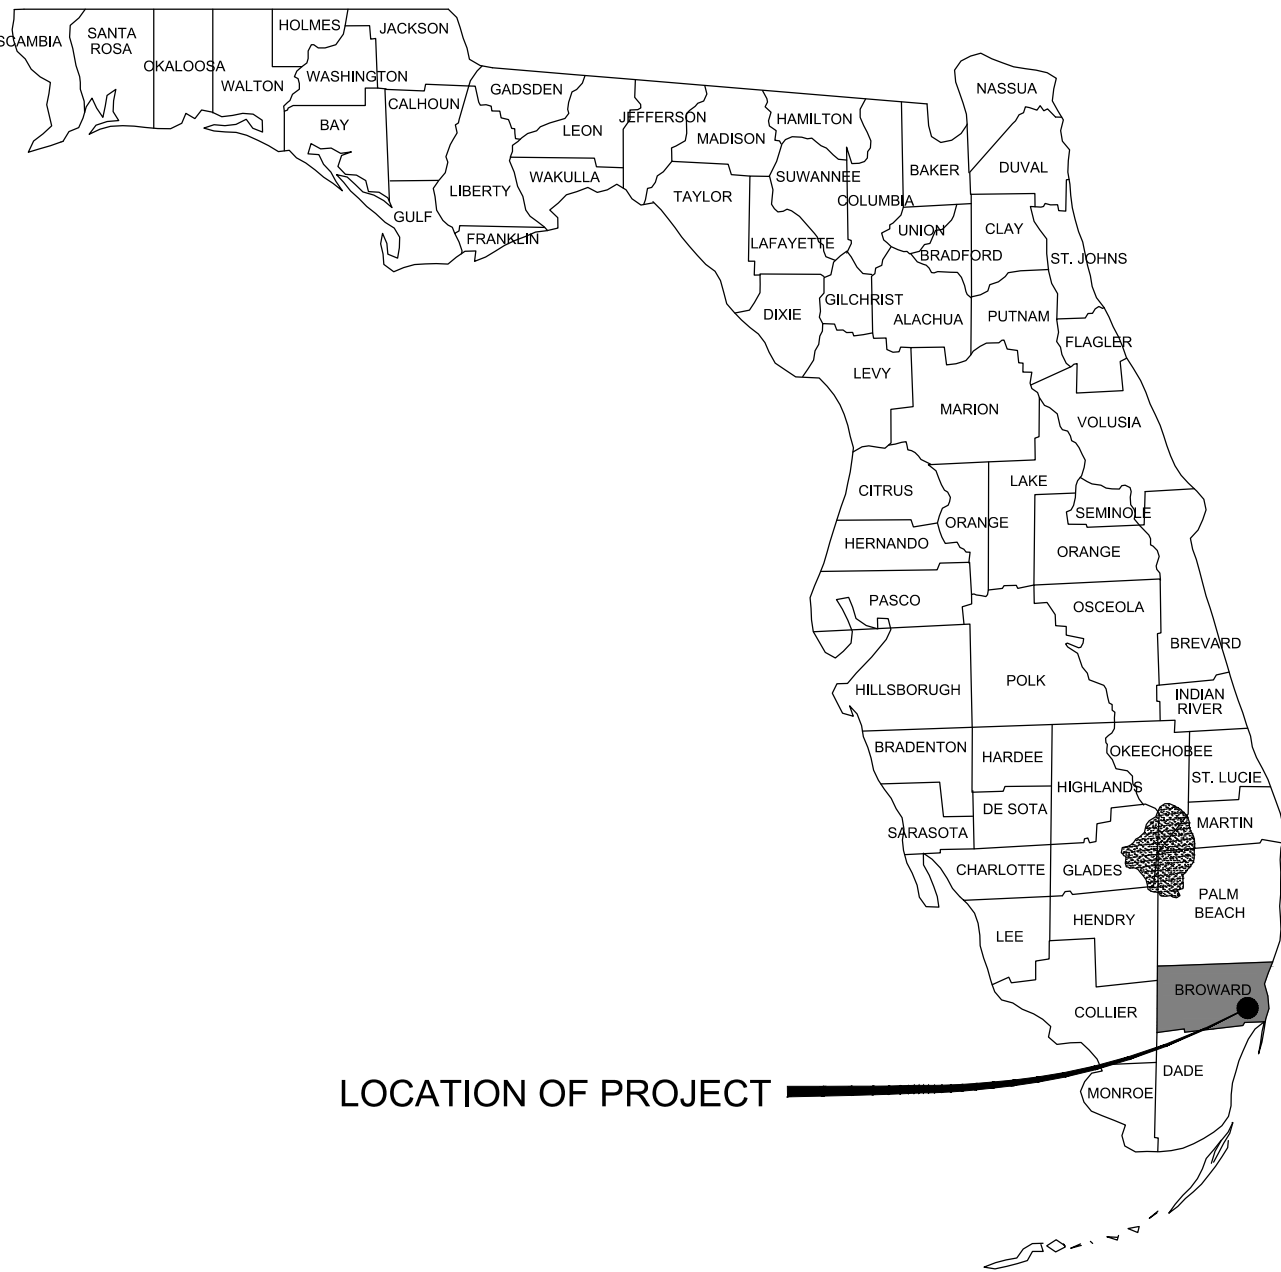 SCAMBIA
SANTA
ROSA
OKALOOSA
WALTON
HOLMES
JACKSON
WASHINGTON
BAY
CALHOUN
GULF
GADSDEN
LIBERTY
FRANKLIN
LEON
WAKULLA
JEFFERSON
MADISON
TAYLOR
HAMILTON
SUWANNEE
LAFAYETTE
DIXIE
COLUMBIA
GILCHRIST
BAKER
UNION
BRADFORD
ALACHUA
NASSUA
DUVAL
CLAY
ST. JOHNS
PUTNAM
FLAGLER
LEVY
MARION
VOLUSIA
CITRUS
LAKE
ORANGE
SEMINOLE
HERNANDO
ORANGE
PASCO
OSCEOLA
BREVARD
HILLSBORUGH
POLK
INDIAN
RIVER
BRADENTON
HARDEE
OKEECHOBEE
ST. LUCIE
HIGHLANDS
DE SOTA
SARASOTA
MARTIN
CHARLOTTE
GLADES
PALM
BEACH
LEE
HENDRY
BROWARD
COLLIER
DADE
MONROE
LOCATION OF PROJECT